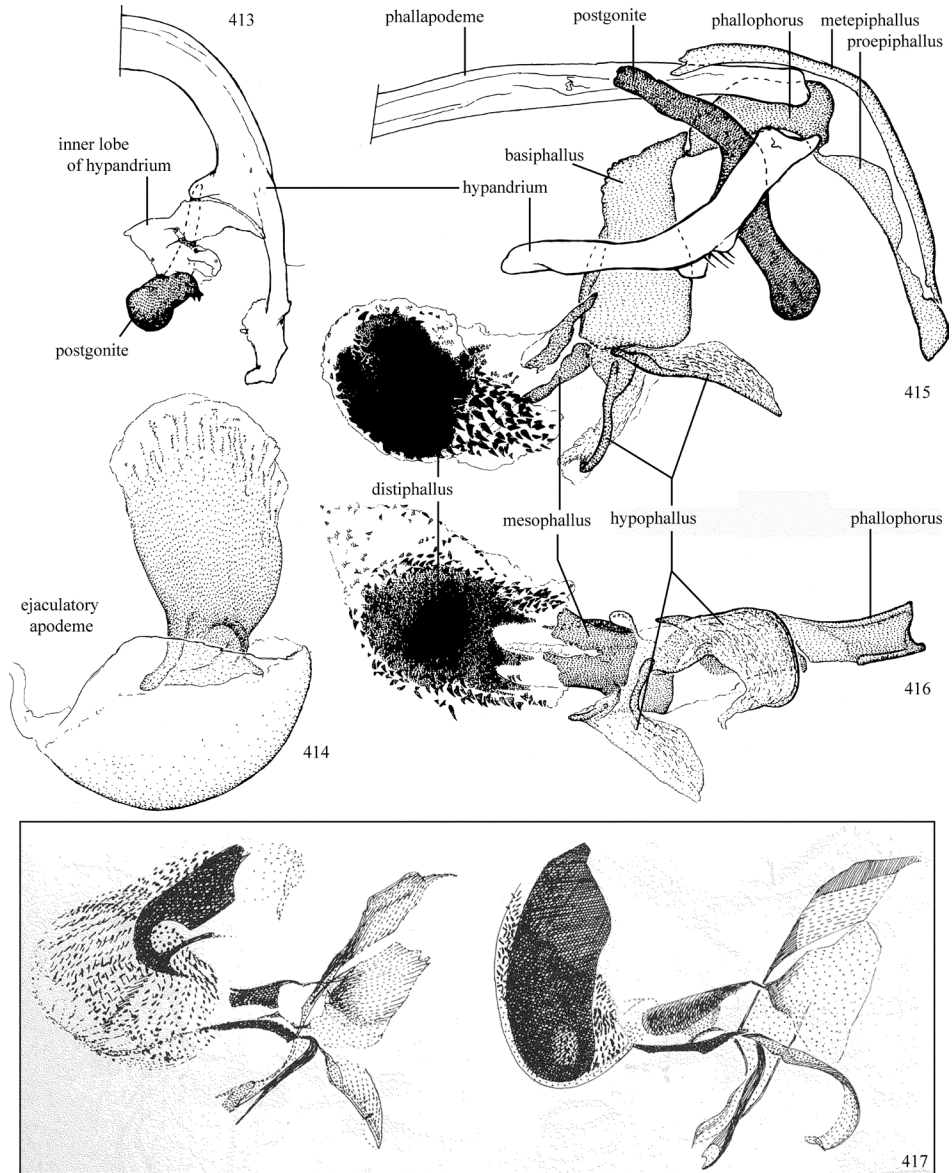 413
phallapodeme
postgonite
phallophorus
metepiphallus
proepiphallus
inner lobe
of hypandrium
basiphallus
hypandrium
postgonite
415
distiphallus
mesophallus
hypophallus
phallophorus
ejaculatory
apodeme
416
414
417